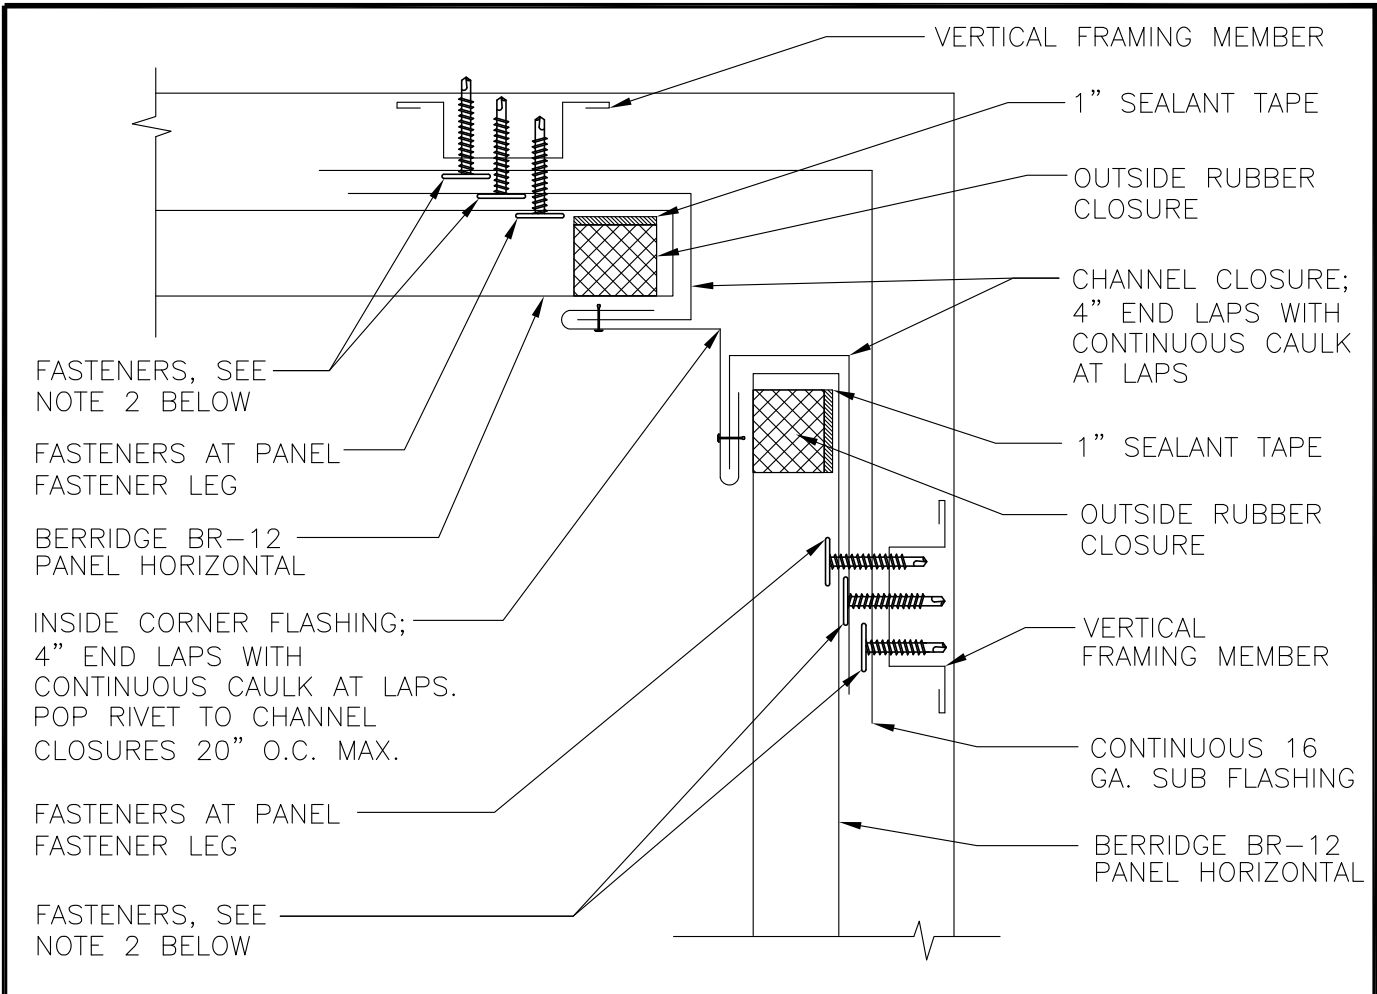 VERTICAL FRAMING MEMBER
1" SEALANT TAPE
OUTSIDE RUBBER
CLOSURE
CHANNEL CLOSURE;
4" END LAPS WITH
CONTINUOUS CAULK
AT LAPS
1" SEALANT TAPE
OUTSIDE RUBBER
CLOSURE
VERTICAL
FRAMING MEMBER
CONTINUOUS 16
GA. SUB FLASHING
BERRIDGE BR-12
PANEL HORIZONTAL
FASTENERS, SEE
NOTE 2 BELOW
FASTENERS AT PANEL
FASTENER LEG
BERRIDGE BR-12
PANEL HORIZONTAL
INSIDE CORNER FLASHING;
4" END LAPS WITH
CONTINUOUS CAULK AT LAPS.
POP RIVET TO CHANNEL
CLOSURES 20" O.C. MAX.
FASTENERS AT PANEL
FASTENER LEG
FASTENERS, SEE
NOTE 2 BELOW